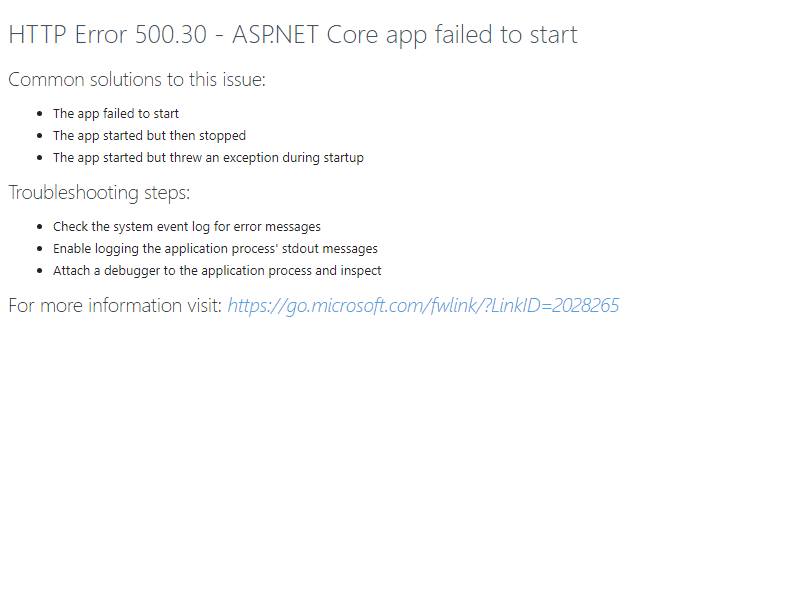 HTTP Error 500.30 - ASP.NET Core app failed to start
Common solutions to this issue:
The app failed to start
The app started but then stopped
The app started but threw an exception during startup
Troubleshooting steps:
Check the system event log for error messages
Enable logging the application process' stdout messages
Attach a debugger to the application process and inspect
For more information visit: https://go.microsoft.com/fwlink/?LinkID=2028265